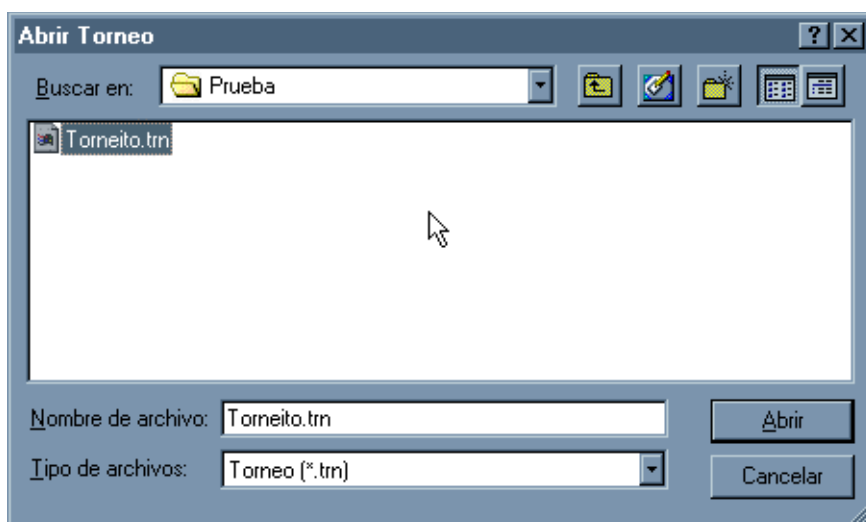 Abrir Torneo
Buscar en: Prueba
Torneito.trn
Nombre de archivo: Torneito.trn Abrir
Tipo de archivos: Torneo (*.trn) Cancelar